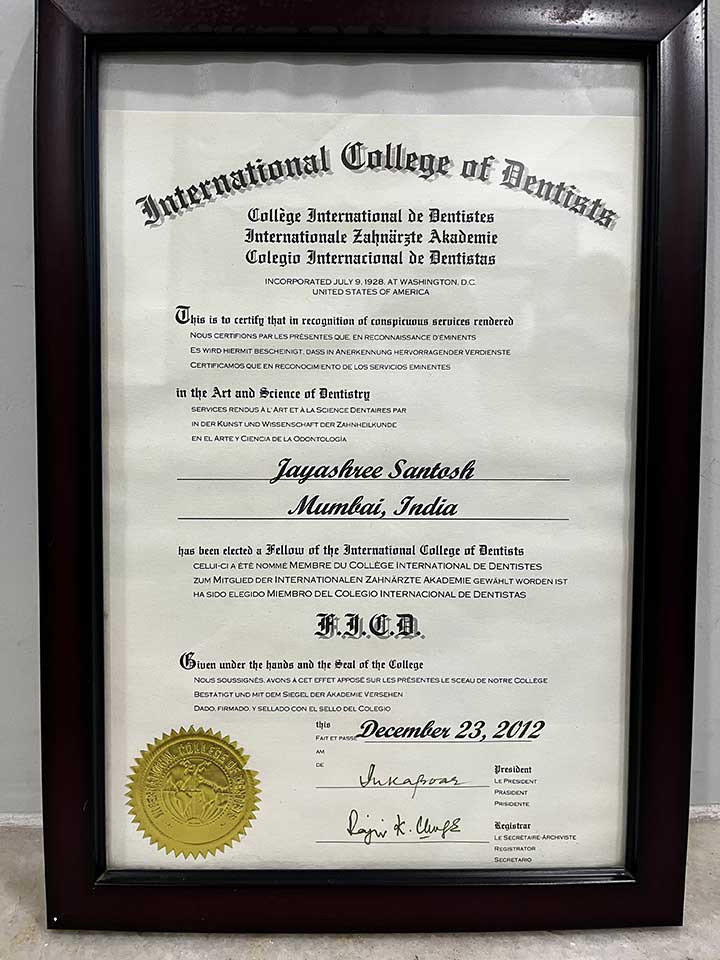 International College of Dentists
Collège International de Dentistes
Internationale Zahnärzte Akademie
Colegio Internacional de Dentistas
INCORPORATED JULY 9, 1928, AT WASHINGTON, D.C.
UNITED STATES OF AMERICA
This is to certify that in recognition of conspicuous services rendered
NOUS CERTIFIONS PAR LES PRÉSENTES QUE, EN RECONNAISSANCE D'ÉMINENTS
ES WIRD HIERMIT BESCHEINIGT, DASS IN ANERKENNUNG HERVORRAGENDER VERDIENSTE
CERTIFICAMOS QUE EN RECONOCIMIENTO DE LOS SERVICIOS EMINENTES
in the Art and Science of Dentistry
SERVICES RENDUS À L'ART ET À LA SCIENCE DENTAIRES PAR
IN DER KUNST UND WISSENSCHAFT DER ZAHNHEILKUNDE
EN EL ARTE Y CIENCIA DE LA ODONTOLOGÍA
Jayashree Santosh
Mumbai, India
has been elected a Fellow of the International College of Dentists
CELUI-CI A ÉTÉ NOMMÉ MEMBRE DU COLLÈGE INTERNATIONAL DE DENTISTES
ZUM MITGLIED DER INTERNATIONALEN ZAHNÄRZTE AKADEMIE GEWÄHLT WORDEN IST
HA SIDO ELEGIDO MIEMBRO DEL COLEGIO INTERNACIONAL DE DENTISTAS
F.I.C.D.
Given under the hands and the Seal of the College
NOUS SOUSSIGNÉS, AVONS À CET EFFET APPOSÉ SUR LES PRÉSENTES LE SCEAU DE NOTRE COLLÈGE
BESTÄTIGT UND MIT DEM SIEGEL DER AKADEMIE VERSEHEN
DADO, FIRMADO, Y SELLADO CON EL SELLO DEL COLEGIO
this
FAIT ET PASSÉ December 23, 2012
AM
DE
President
LE PRÉSIDENT
PRÄSIDENT
PRISIDENTE
Registrar
LE SECRÉTAIRE-ARCHIVISTE
REGISTRATOR
SECRETARIO
INTERNATIONAL COLLEGE OF DENTISTS